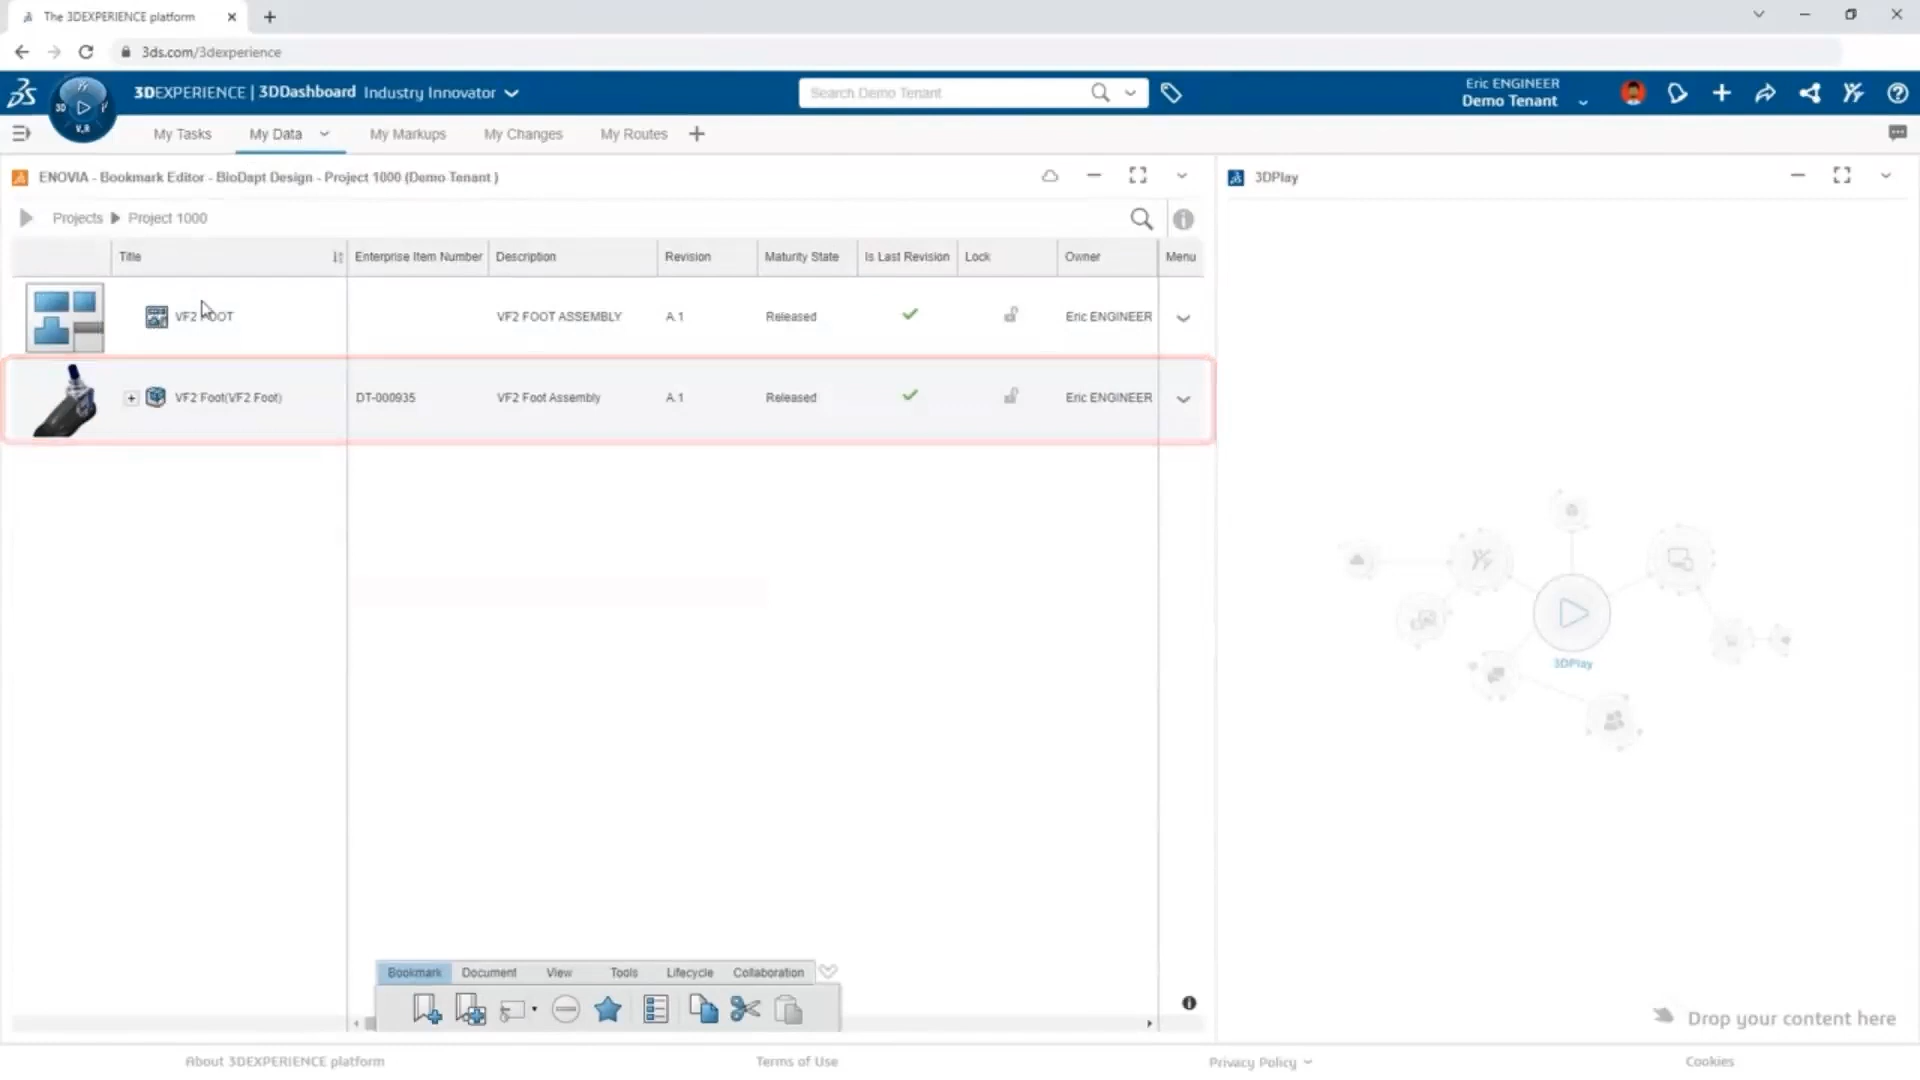 The 3DEXPERIENCE platform
3ds.com/3dexperience
3DEXPERIENCE | 3DDashboard Industry Innovator
Search Demo Tenant
Eric ENGINEER
Demo Tenant
3D
V,R
My Tasks
My Data
My Markups
My Changes
My Routes
ENOVIA - Bookmark Editor - BioDapt Design - Project 1000 (Demo Tenant )
3DPlay
Projects
Project 1000
Title
Enterprise Item Number
Description
Revision
Maturity State
Is Last Revision
Lock
Owner
Menu
VF2 FOOT
VF2 FOOT ASSEMBLY
A.1
Released
Eric ENGINEER
VF2 Foot(VF2 Foot)
DT-000935
VF2 Foot Assembly
A.1
Released
Eric ENGINEER
3DPlay
Bookmark
Document
View
Tools
Lifecycle
Collaboration
Drop your content here
About 3DEXPERIENCE platform
Terms of Use
Privacy Policy
Cookies